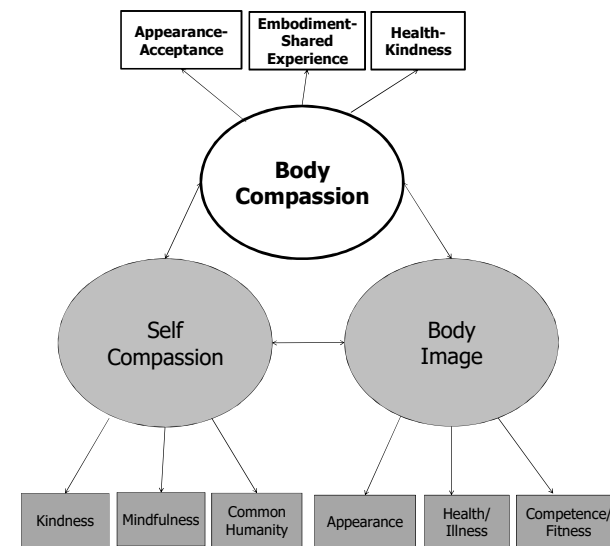 Appearance-
Acceptance
Embodiment-
Shared
Experience
Health-
Kindness
Body
Compassion
Self
Compassion
Body
Image
Kindness
Mindfulness
Common
Humanity
Appearance
Health/
Illness
Competence/
Fitness